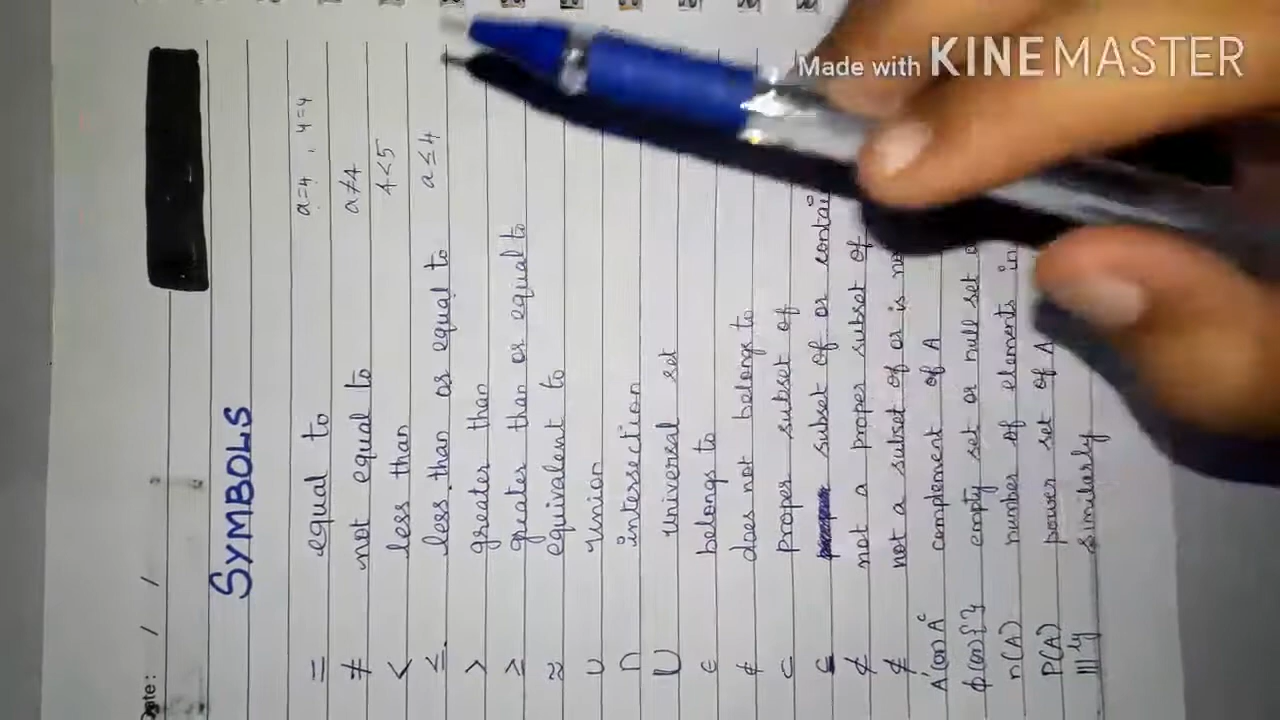 Made with KINEMASTER
Date: / /
SYMBOLS
= equal to a=4, 4=4
≠ not equal to a≠4
< less than 4<5
≤ less than or equal to a≤4
> greater than
≥ greater than or equal to
≈ equivalent to
∪ union
∩ intersection
U universal set
∈ belongs to
∉ does not belongs to
⊂ proper subset of
⊆ subset of or
⊄ not a proper subset of
⊄ not a subset of or is
A'(or)Aᶜ complement of A
ϕ(or){ } empty set or null set
n(A) number of elements in
P(A) power set of A
|||ly similarly